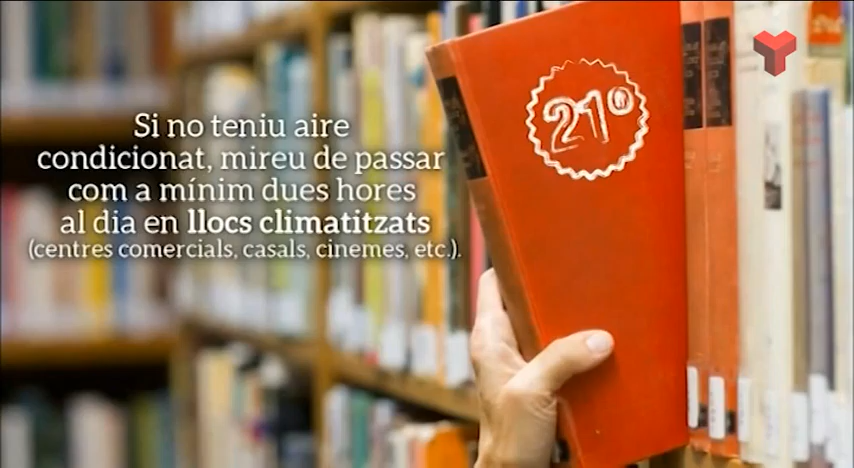 Si no teniu aire
condicionat, mireu de passar
com a mínim dues hores
al dia en llocs climatitzats
(centres comercials, casals, cinemes, etc.).
21º